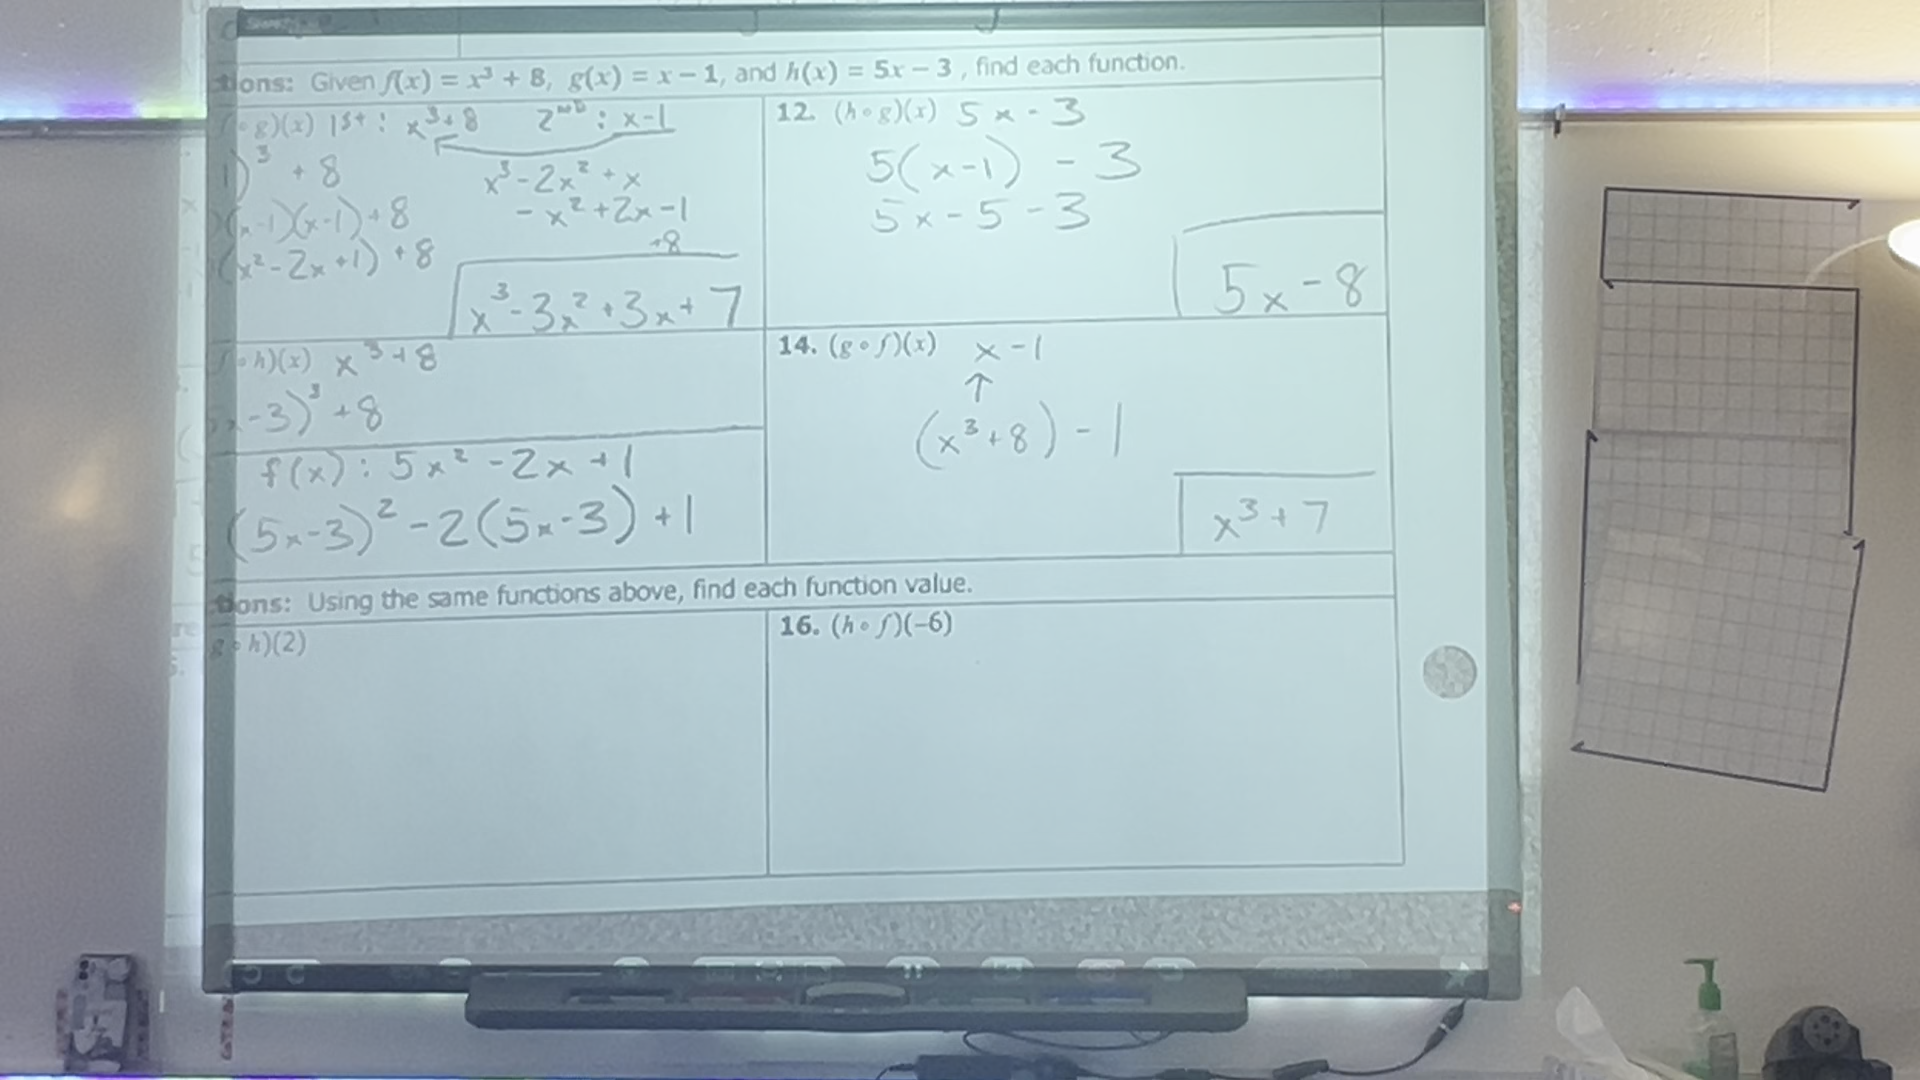 tions: Given f(x) = x³ + 8, g(x) = x − 1, and h(x) = 5x − 3, find each function.
∘ g)(x) 1st : x³+8 2ND : x-1
)³ + 8
x³-2x²+x
(x-1)(x-1)+8
- x²+2x-1
+8
(x²-2x+1) +8
x³-3x²+3x+7
12. (h ∘ g)(x) 5x-3
5(x-1) - 3
5x-5-3
5x-8
∘ h)(x) x³+8
x-3)³+8
f(x): 5x²-2x+1
(5x-3)²-2(5x-3)+1
14. (g ∘ f)(x) x-1
↑
(x³+8)-1
x³+7
tions: Using the same functions above, find each function value.
g ∘ h)(2)
16. (h ∘ f)(−6)